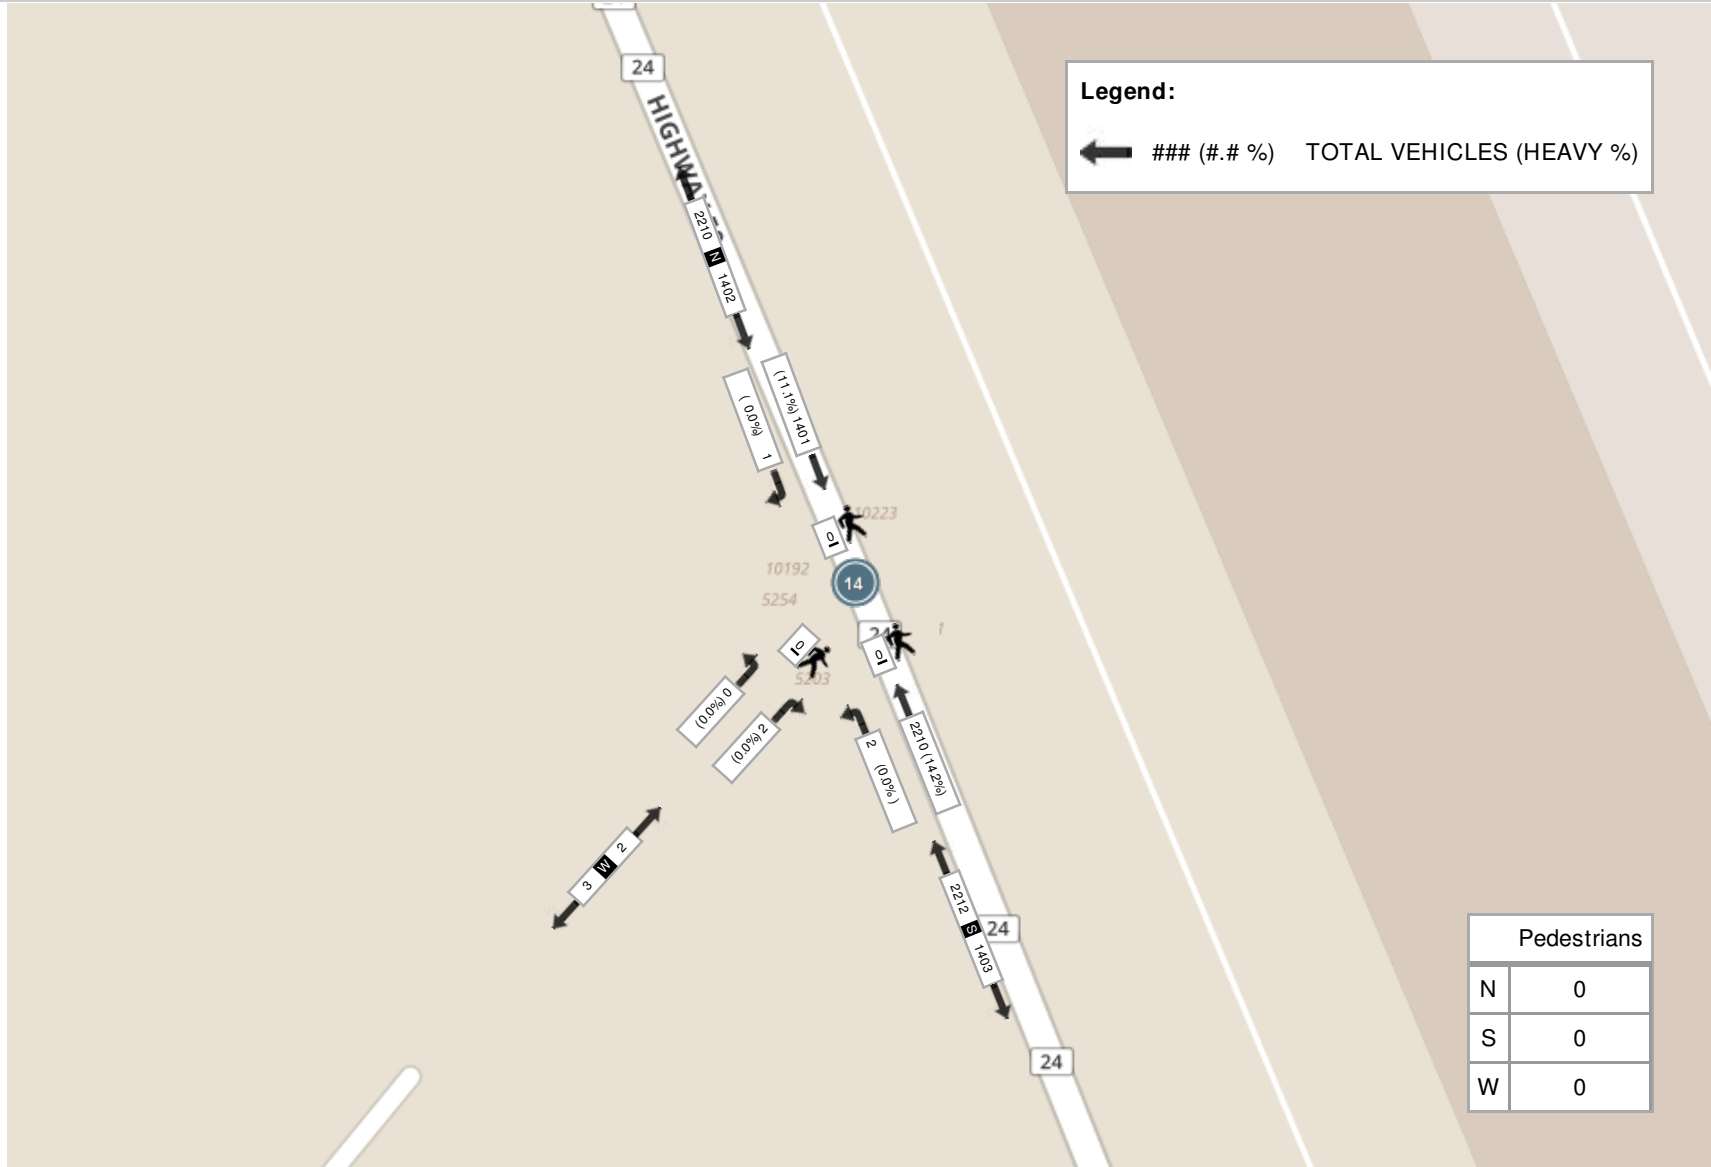 24
HIGHWAY
2210 N 1402
(0.0%) 1
(11.1%) 1401
10223
0
14
10192
5254
24
1
0
0
5203
(0.0%) 0
(0.0%) 2
2 (0.0%)
2210 (14.2%)
3 W 2
2212 S 1403
24
24
Legend:
### (#.# %) TOTAL VEHICLES (HEAVY %)
Pedestrians
N 0
S 0
W 0